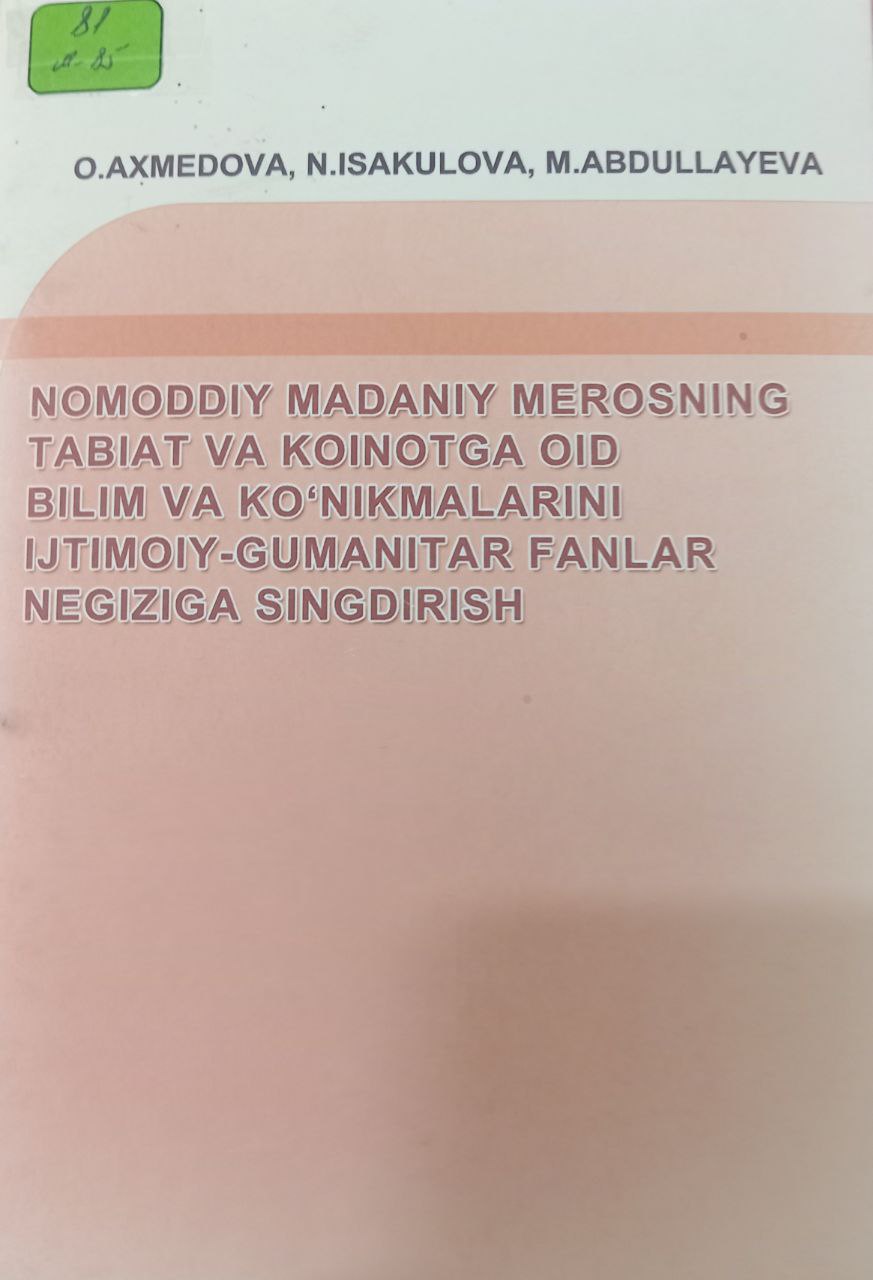 81
O.AXMEDOVA, N.ISAKULOVA, M.ABDULLAYEVA
NOMODDIY MADANIY MEROSNING
TABIAT VA KOINOTGA OID
BILIM VA KO‘NIKMALARINI
IJTIMOIY-GUMANITAR FANLAR
NEGIZIGA SINGDIRISH